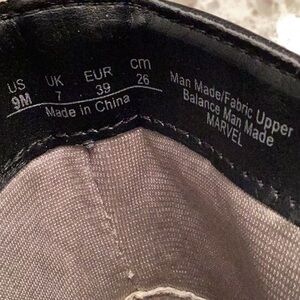 US UK EUR cm
9M 7 39 26
Made in China
Man Made/Fabric Upper
Balance Man Made
MARVEL